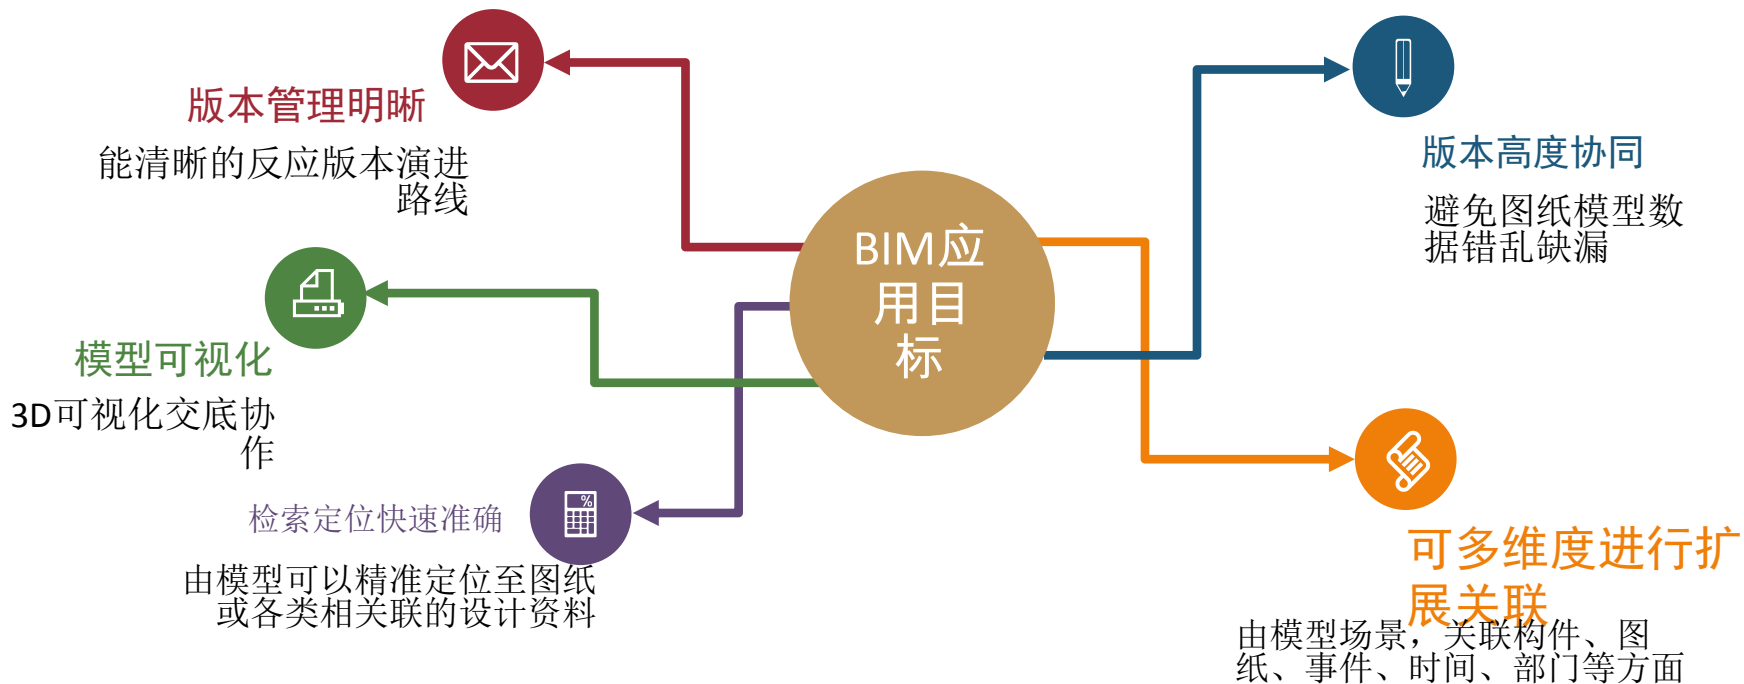 版本管理明晰
能清晰的反应版本演进
路线
模型可视化
3D可视化交底协
作
检索定位快速准确
由模型可以精准定位至图纸
或各类相关联的设计资料
BIM应
用目
标
版本高度协同
避免图纸模型数
据错乱缺漏
可多维度进行扩
展关联
由模型场景，关联构件、图
纸、事件、时间、部门等方面
%